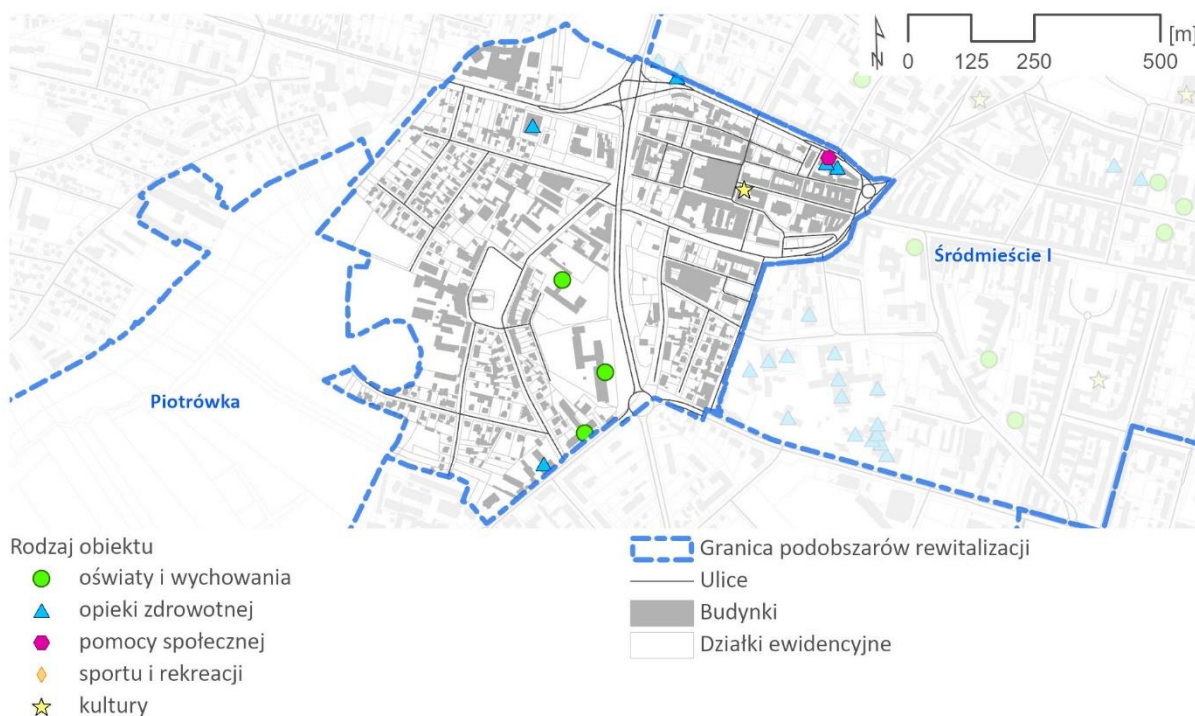 [m]
N
0 125 250 500
Śródmieście I
Piotrówka
Rodzaj obiektu
oświaty i wychowania
opieki zdrowotnej
pomocy społecznej
sportu i rekreacji
kultury
Granica podobszarów rewitalizacji
Ulice
Budynki
Działki ewidencyjne